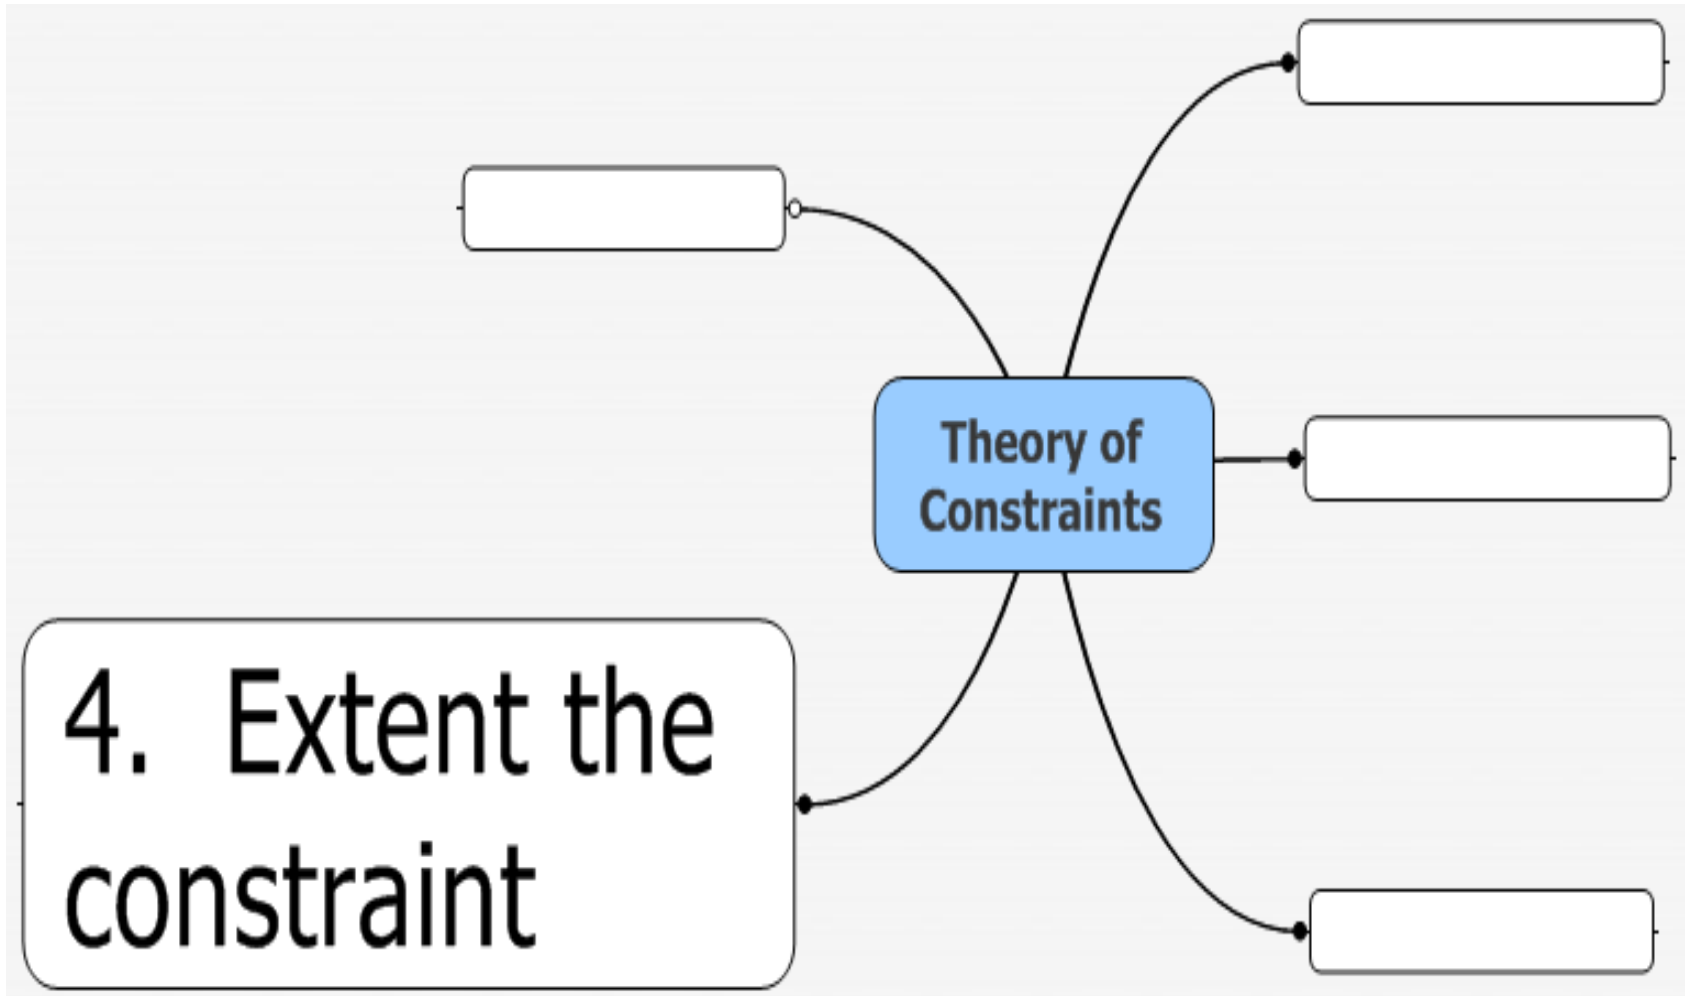 Theory of
Constraints
4. Extent the
constraint